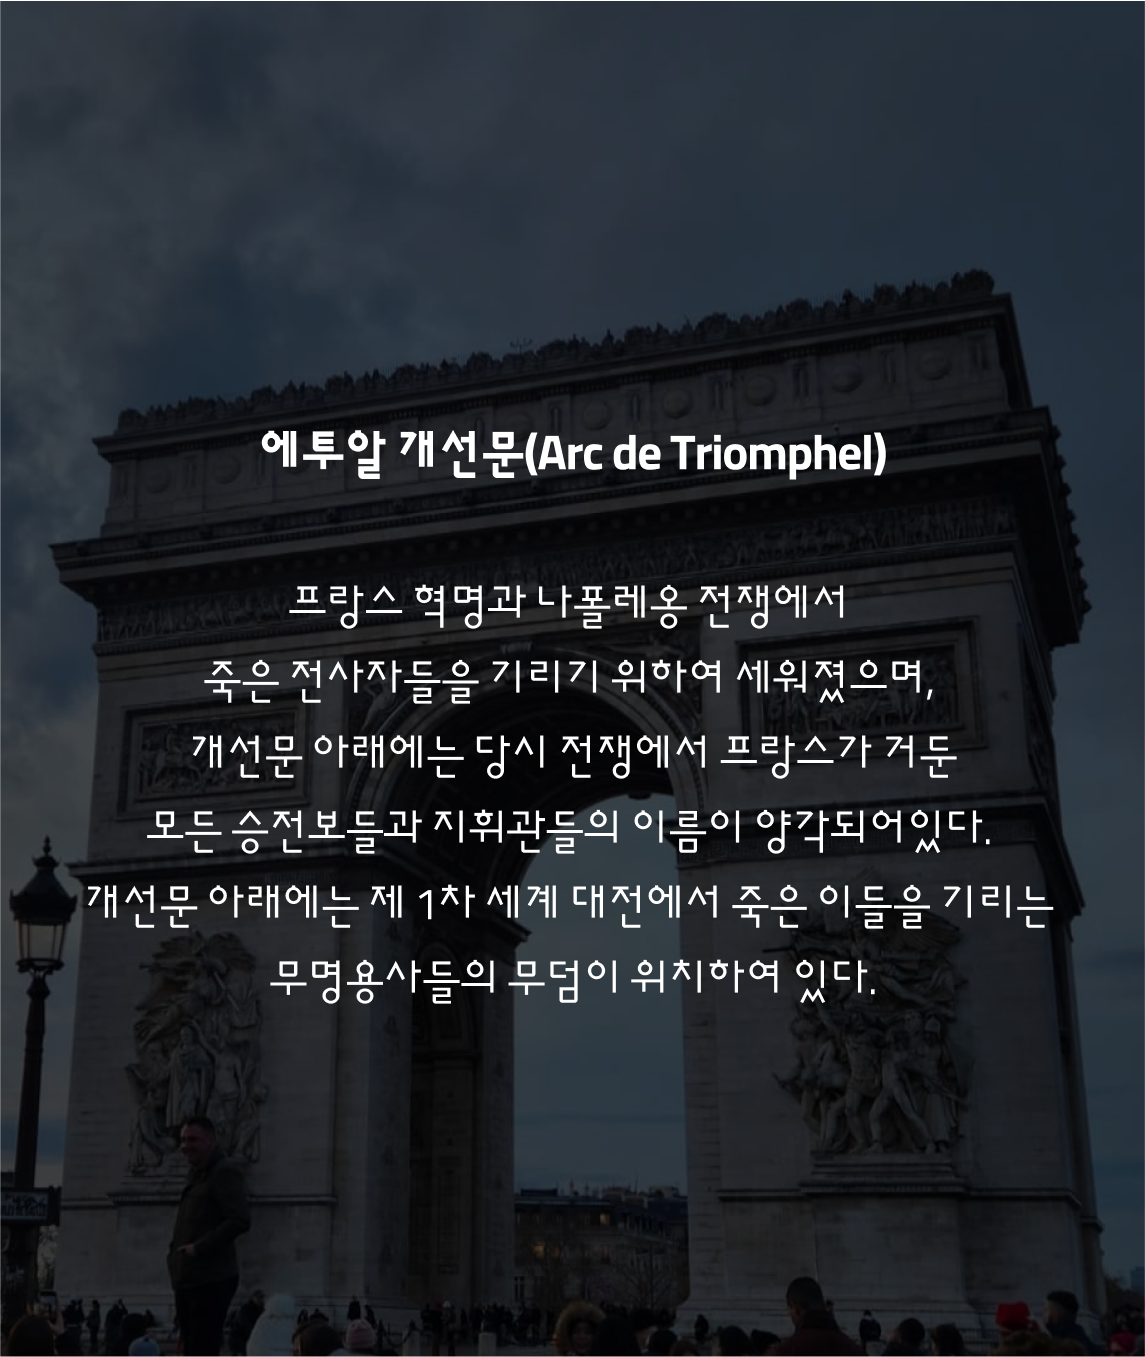 에투알 개선문(Arc de Triomphel)
프랑스 혁명과 나폴레옹 전쟁에서
죽은 전사자들을 기리기 위하여 세워졌으며,
개선문 아래에는 당시 전쟁에서 프랑스가 거둔
모든 승전보들과 지휘관들의 이름이 양각되어있다.
개선문 아래에는 제 1차 세계 대전에서 죽은 이들을 기리는
무명용사들의 무덤이 위치하여 있다.